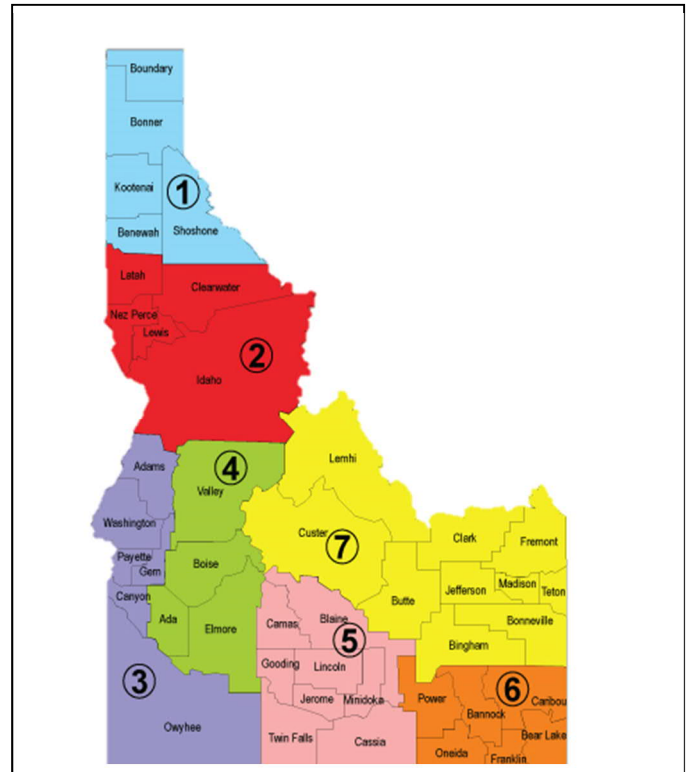 Boundary
Bonner
Kootenai
1
Benewah
Shoshone
Latah
Clearwater
Nez Perce
Lewis
2
Idaho
Adams
4
Lemhi
Valley
Washington
Custer
7
Clark
Fremont
Payette
Gem
Boise
Canyon
Butte
Jefferson
Madison
Teton
Ada
Elmore
Camas
Blaine
5
Bonneville
Bingham
Gooding
Lincoln
3
6
Jerome
Minidoka
Power
Caribou
Bannock
Owyhee
Twin Falls
Cassia
Bear Lake
Oneida
Franklin